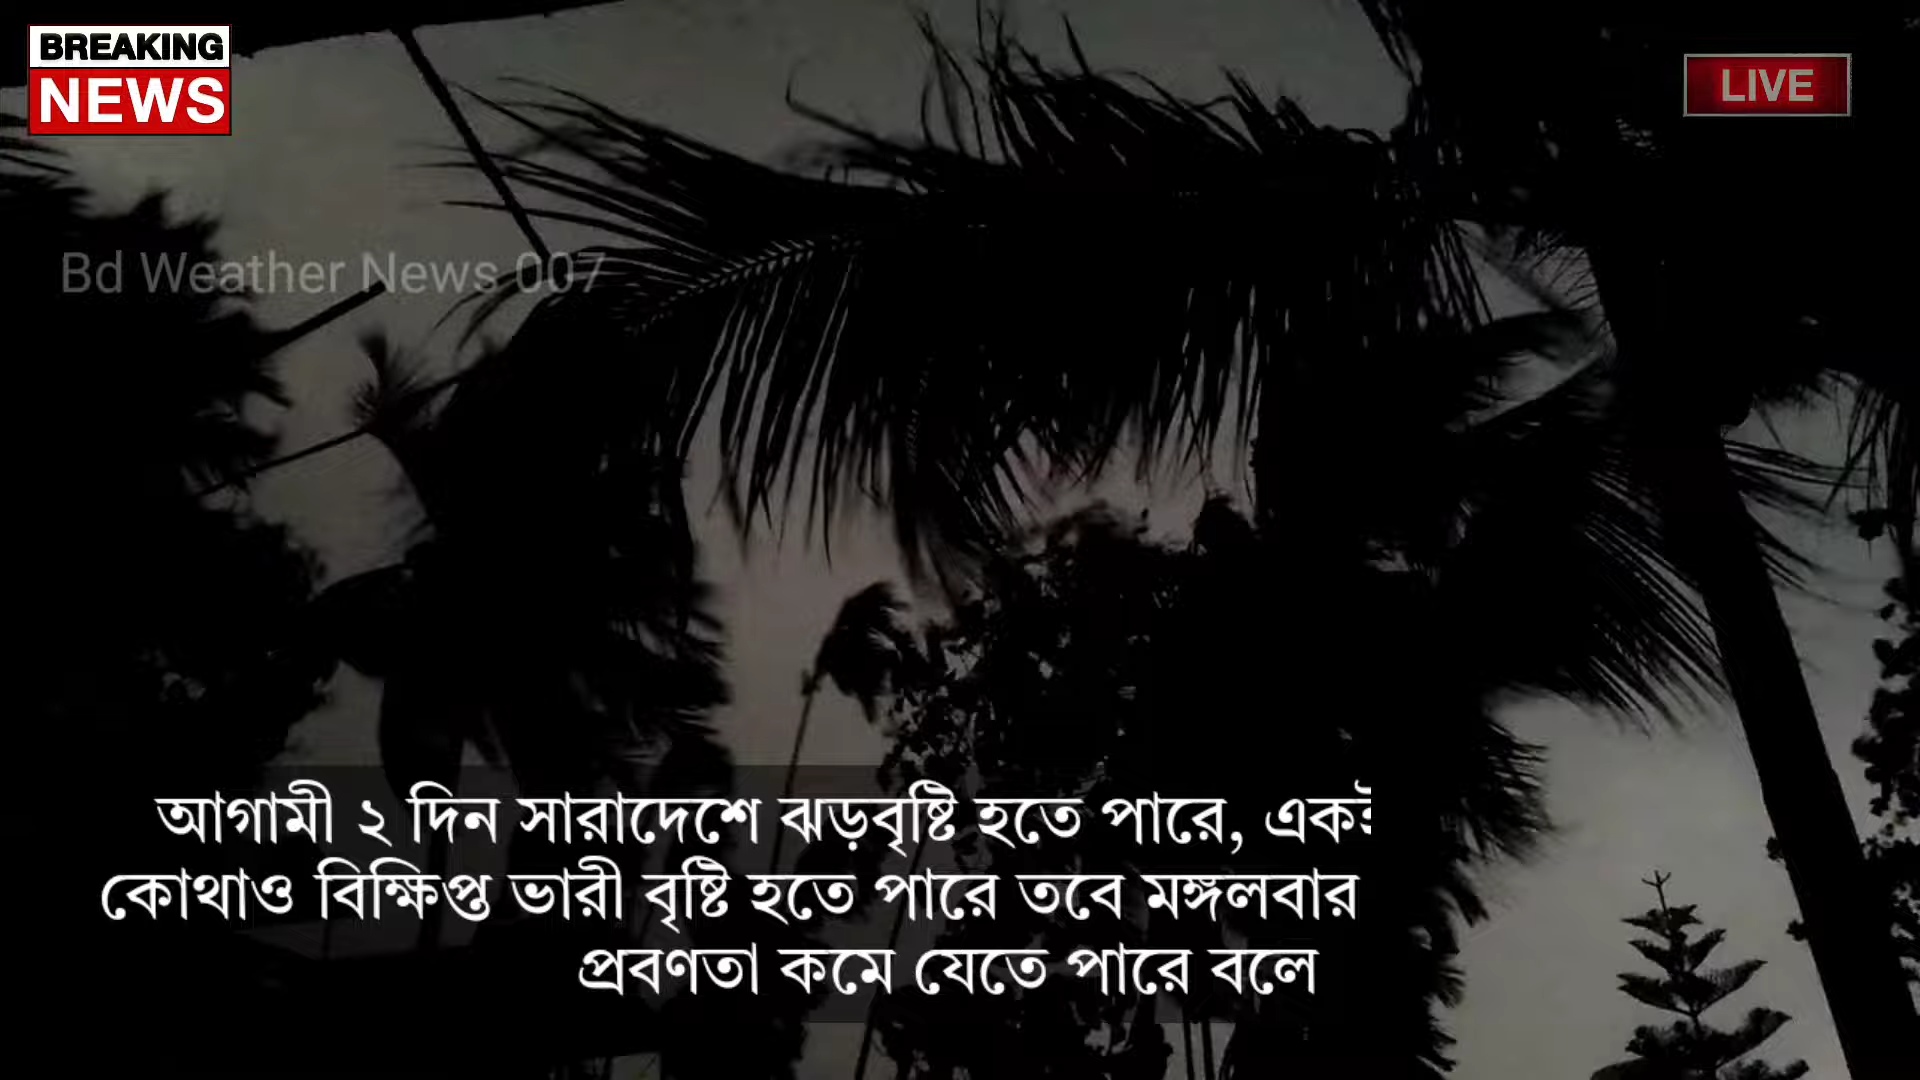 BREAKING
NEWS
LIVE
Bd Weather News 007
আগামী ২ দিন সারাদেশে ঝড়বৃষ্টি হতে পারে,
কোথাও বিক্ষিপ্ত ভারী বৃষ্টি হতে পারে তবে মঙ্গলবার
প্রবণতা কমে যেতে পারে বলে